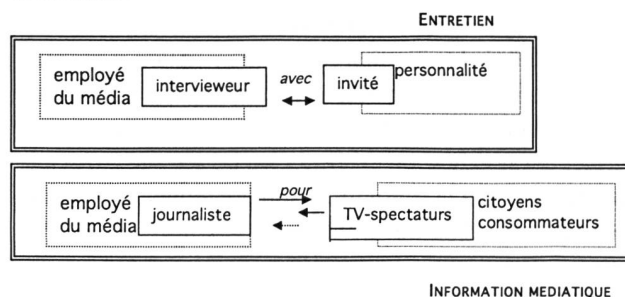 ENTRETIEN
employé
du média
intervieweur
avec
invité
personnalité
employé
du média
journaliste
pour
TV-spectaturs
citoyens
consommateurs
INFORMATION MEDIATIQUE